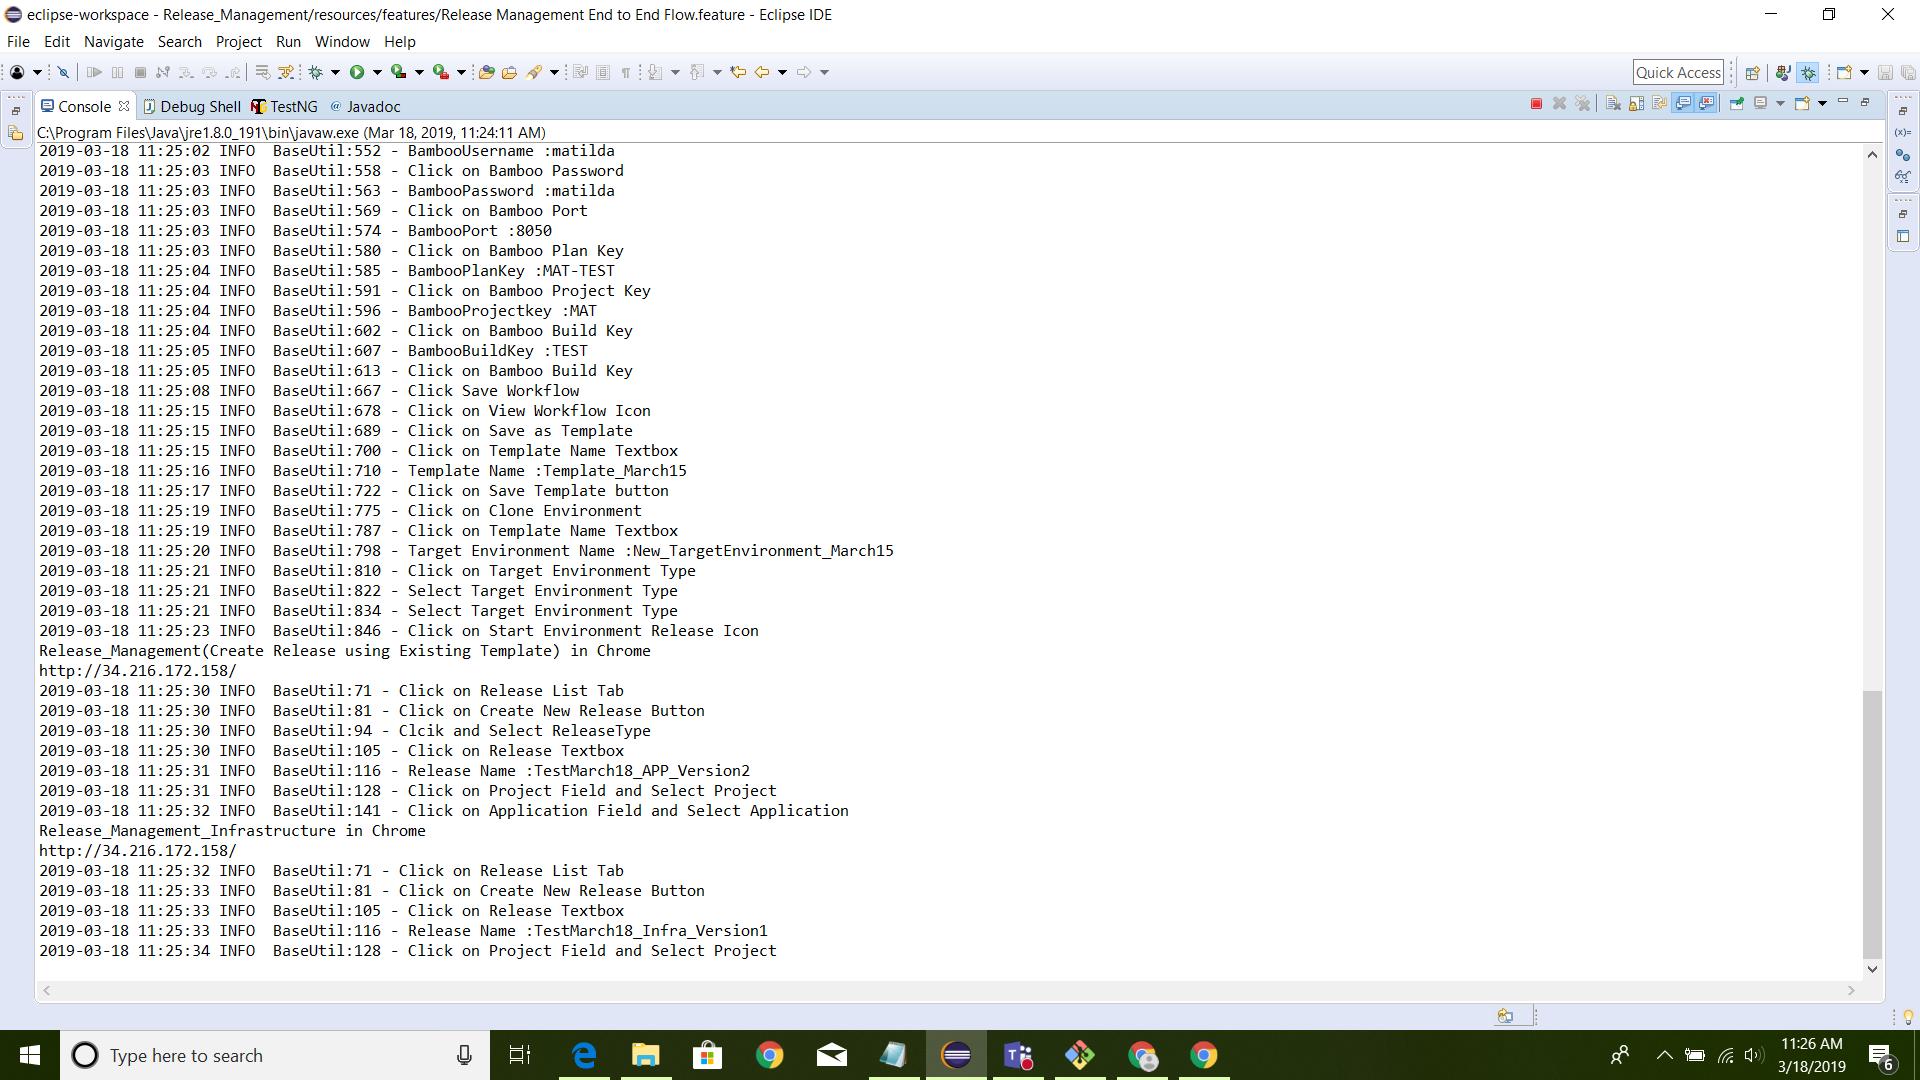 eclipse-workspace - Release_Management/resources/features/Release Management End to End Flow.feature - Eclipse IDE
File Edit Navigate Search Project Run Window Help
Quick Access
Console Debug Shell TestNG @ Javadoc
C:\Program Files\Java\jre1.8.0_191\bin\javaw.exe (Mar 18, 2019, 11:24:11 AM)
2019-03-18 11:25:02 INFO  BaseUtil:552 - BambooUsername :matilda
2019-03-18 11:25:03 INFO  BaseUtil:558 - Click on Bamboo Password
2019-03-18 11:25:03 INFO  BaseUtil:563 - BambooPassword :matilda
2019-03-18 11:25:03 INFO  BaseUtil:569 - Click on Bamboo Port
2019-03-18 11:25:03 INFO  BaseUtil:574 - BambooPort :8050
2019-03-18 11:25:03 INFO  BaseUtil:580 - Click on Bamboo Plan Key
2019-03-18 11:25:04 INFO  BaseUtil:585 - BambooPlanKey :MAT-TEST
2019-03-18 11:25:04 INFO  BaseUtil:591 - Click on Bamboo Project Key
2019-03-18 11:25:04 INFO  BaseUtil:596 - BambooProjectkey :MAT
2019-03-18 11:25:04 INFO  BaseUtil:602 - Click on Bamboo Build Key
2019-03-18 11:25:05 INFO  BaseUtil:607 - BambooBuildKey :TEST
2019-03-18 11:25:05 INFO  BaseUtil:613 - Click on Bamboo Build Key
2019-03-18 11:25:08 INFO  BaseUtil:667 - Click Save Workflow
2019-03-18 11:25:15 INFO  BaseUtil:678 - Click on View Workflow Icon
2019-03-18 11:25:15 INFO  BaseUtil:689 - Click on Save as Template
2019-03-18 11:25:15 INFO  BaseUtil:700 - Click on Template Name Textbox
2019-03-18 11:25:16 INFO  BaseUtil:710 - Template Name :Template_March15
2019-03-18 11:25:17 INFO  BaseUtil:722 - Click on Save Template button
2019-03-18 11:25:19 INFO  BaseUtil:775 - Click on Clone Environment
2019-03-18 11:25:19 INFO  BaseUtil:787 - Click on Template Name Textbox
2019-03-18 11:25:20 INFO  BaseUtil:798 - Target Environment Name :New_TargetEnvironment_March15
2019-03-18 11:25:21 INFO  BaseUtil:810 - Click on Target Environment Type
2019-03-18 11:25:21 INFO  BaseUtil:822 - Select Target Environment Type
2019-03-18 11:25:21 INFO  BaseUtil:834 - Select Target Environment Type
2019-03-18 11:25:23 INFO  BaseUtil:846 - Click on Start Environment Release Icon
Release_Management(Create Release using Existing Template) in Chrome
http://34.216.172.158/
2019-03-18 11:25:30 INFO  BaseUtil:71 - Click on Release List Tab
2019-03-18 11:25:30 INFO  BaseUtil:81 - Click on Create New Release Button
2019-03-18 11:25:30 INFO  BaseUtil:94 - Clcik and Select ReleaseType
2019-03-18 11:25:30 INFO  BaseUtil:105 - Click on Release Textbox
2019-03-18 11:25:31 INFO  BaseUtil:116 - Release Name :TestMarch18_APP_Version2
2019-03-18 11:25:31 INFO  BaseUtil:128 - Click on Project Field and Select Project
2019-03-18 11:25:32 INFO  BaseUtil:141 - Click on Application Field and Select Application
Release_Management_Infrastructure in Chrome
http://34.216.172.158/
2019-03-18 11:25:32 INFO  BaseUtil:71 - Click on Release List Tab
2019-03-18 11:25:33 INFO  BaseUtil:81 - Click on Create New Release Button
2019-03-18 11:25:33 INFO  BaseUtil:105 - Click on Release Textbox
2019-03-18 11:25:33 INFO  BaseUtil:116 - Release Name :TestMarch18_Infra_Version1
2019-03-18 11:25:34 INFO  BaseUtil:128 - Click on Project Field and Select Project
Type here to search
11:26 AM
3/18/2019
6